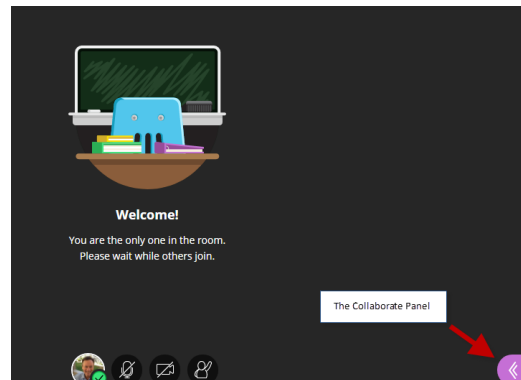 Welcome!
You are the only one in the room.
Please wait while others join.
The Collaborate Panel